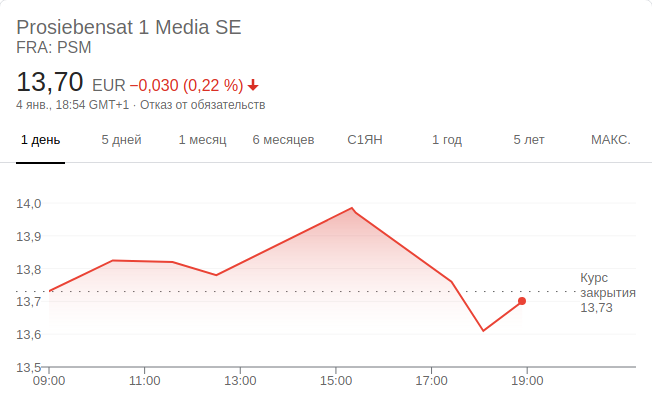 Prosiebensat 1 Media SE
FRA: PSM
13,70 EUR −0,030 (0,22 %)
4 янв., 18:54 GMT+1 · Отказ от обязательств
1 день 5 дней 1 месяц 6 месяцев С1ЯН 1 год 5 лет МАКС.
14,0
13,9
13,8
13,7
13,6
13,5
Курс
закрытия
13,73
09:00 11:00 13:00 15:00 17:00 19:00